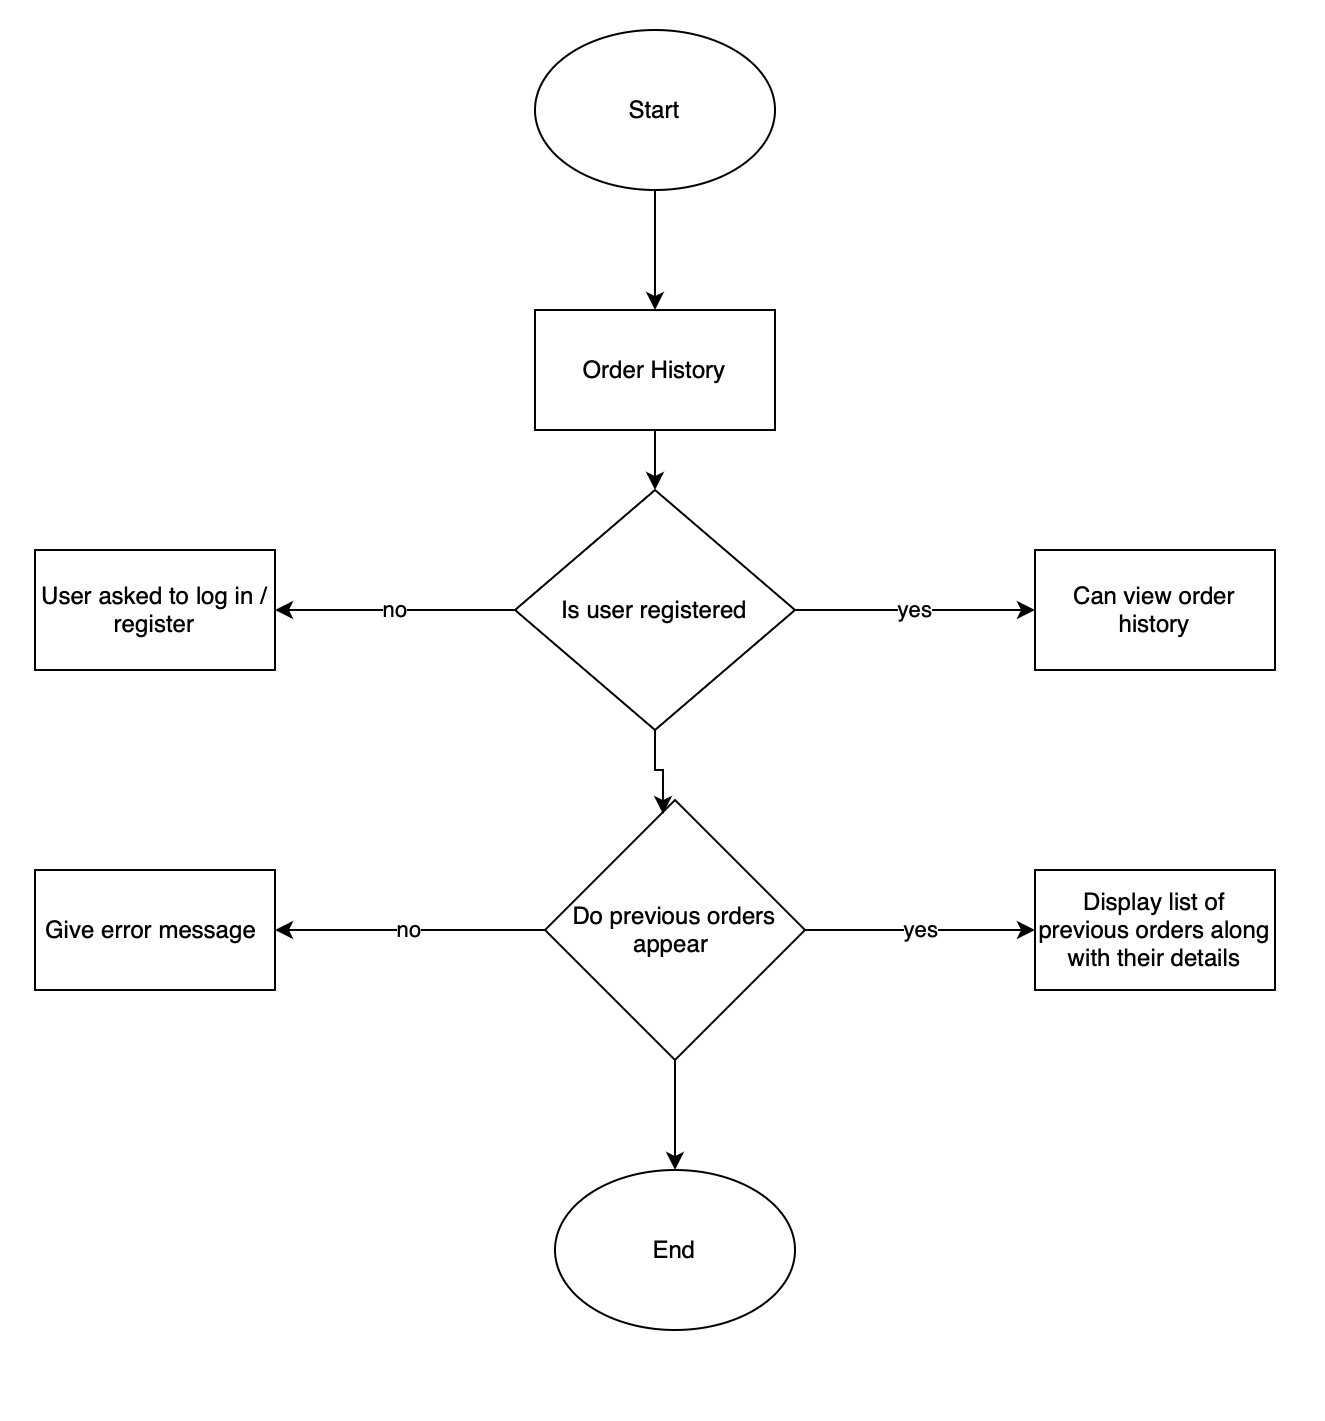 Start
Order History
User asked to log in /
register
no
Is user registered
yes
Can view order
history
Give error message
no
Do previous orders
appear
yes
Display list of
previous orders along
with their details
End